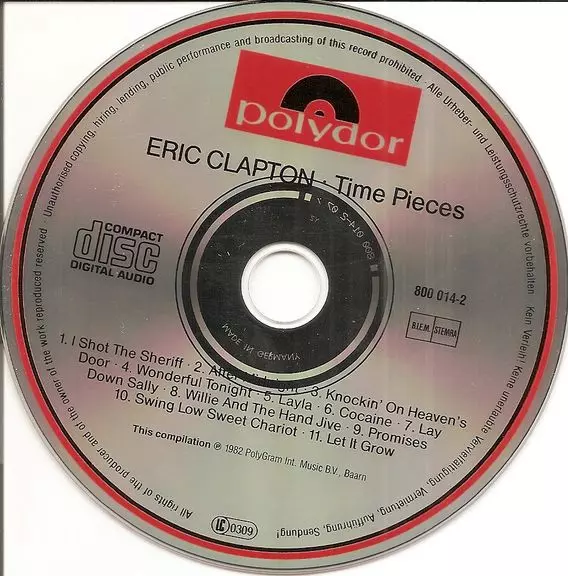 Unauthorised copying, hiring, lending, public performance and broadcasting of this record prohibited · Alle Urheber- und Leistungsschutzrechte vorbehalten · Kein Verleih! Keine unerlaubte Vervielfältigung, Vermietung, Aufführung, Sendung!
polydor
ERIC CLAPTON · Time Pieces
COMPACT
disc
DIGITAL AUDIO
800 014-2
B.I.E.M. STEMRA
MADE IN GERMANY
1. I Shot The Sheriff · 2. After Midnight · 3. Knockin' On Heaven's
Door · 4. Wonderful Tonight · 5. Layla · 6. Cocaine · 7. Lay
Down Sally · 8. Willie And The Hand Jive · 9. Promises
10. Swing Low Sweet Chariot · 11. Let It Grow
This compilation ℗ 1982 PolyGram Int. Music B.V., Baarn
LC 0309
All rights of the producer and of the owner of the work reproduced reserved ·